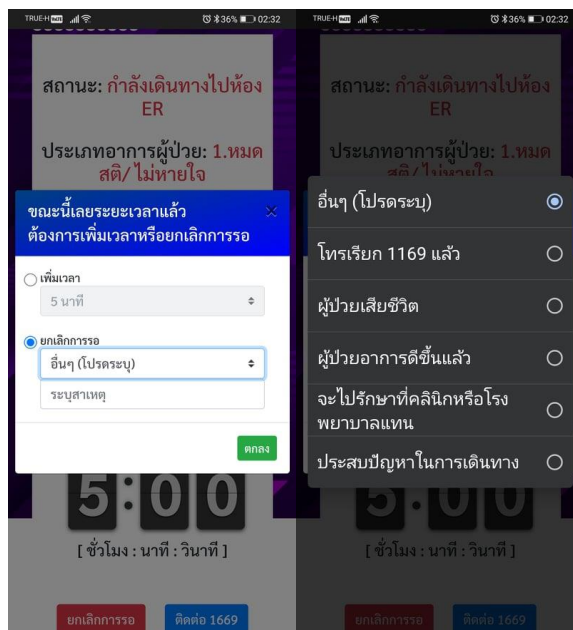 TRUE-H 36% 02:32
สถานะ: กำลังเดินทางไปห้อง
ER
ประเภทอาการผู้ป่วย: 1.หมด
สติ/ ไม่หายใจ
ขณะนี้เลยระยะเวลาแล้ว ×
ต้องการเพิ่มเวลาหรือยกเลิกการรอ
เพิ่มเวลา
5 นาที
ยกเลิกการรอ
อื่นๆ (โปรดระบุ)
ระบุสาเหตุ
ตกลง
5:00
[ ชั่วโมง : นาที : วินาที ]
ยกเลิกการรอ ติดต่อ 1669
TRUE-H 36% 02:32
สถานะ: กำลังเดินทางไปห้อง
ER
ประเภทอาการผู้ป่วย: 1.หมด
สติ/ ไม่หายใจ
อื่นๆ (โปรดระบุ)
โทรเรียก 1169 แล้ว
ผู้ป่วยเสียชีวิต
ผู้ป่วยอาการดีขึ้นแล้ว
จะไปรักษาที่คลินิกหรือโรง
พยาบาลแทน
ประสบปัญหาในการเดินทาง
5:00
[ ชั่วโมง : นาที : วินาที ]
ยกเลิกการรอ ติดต่อ 1669